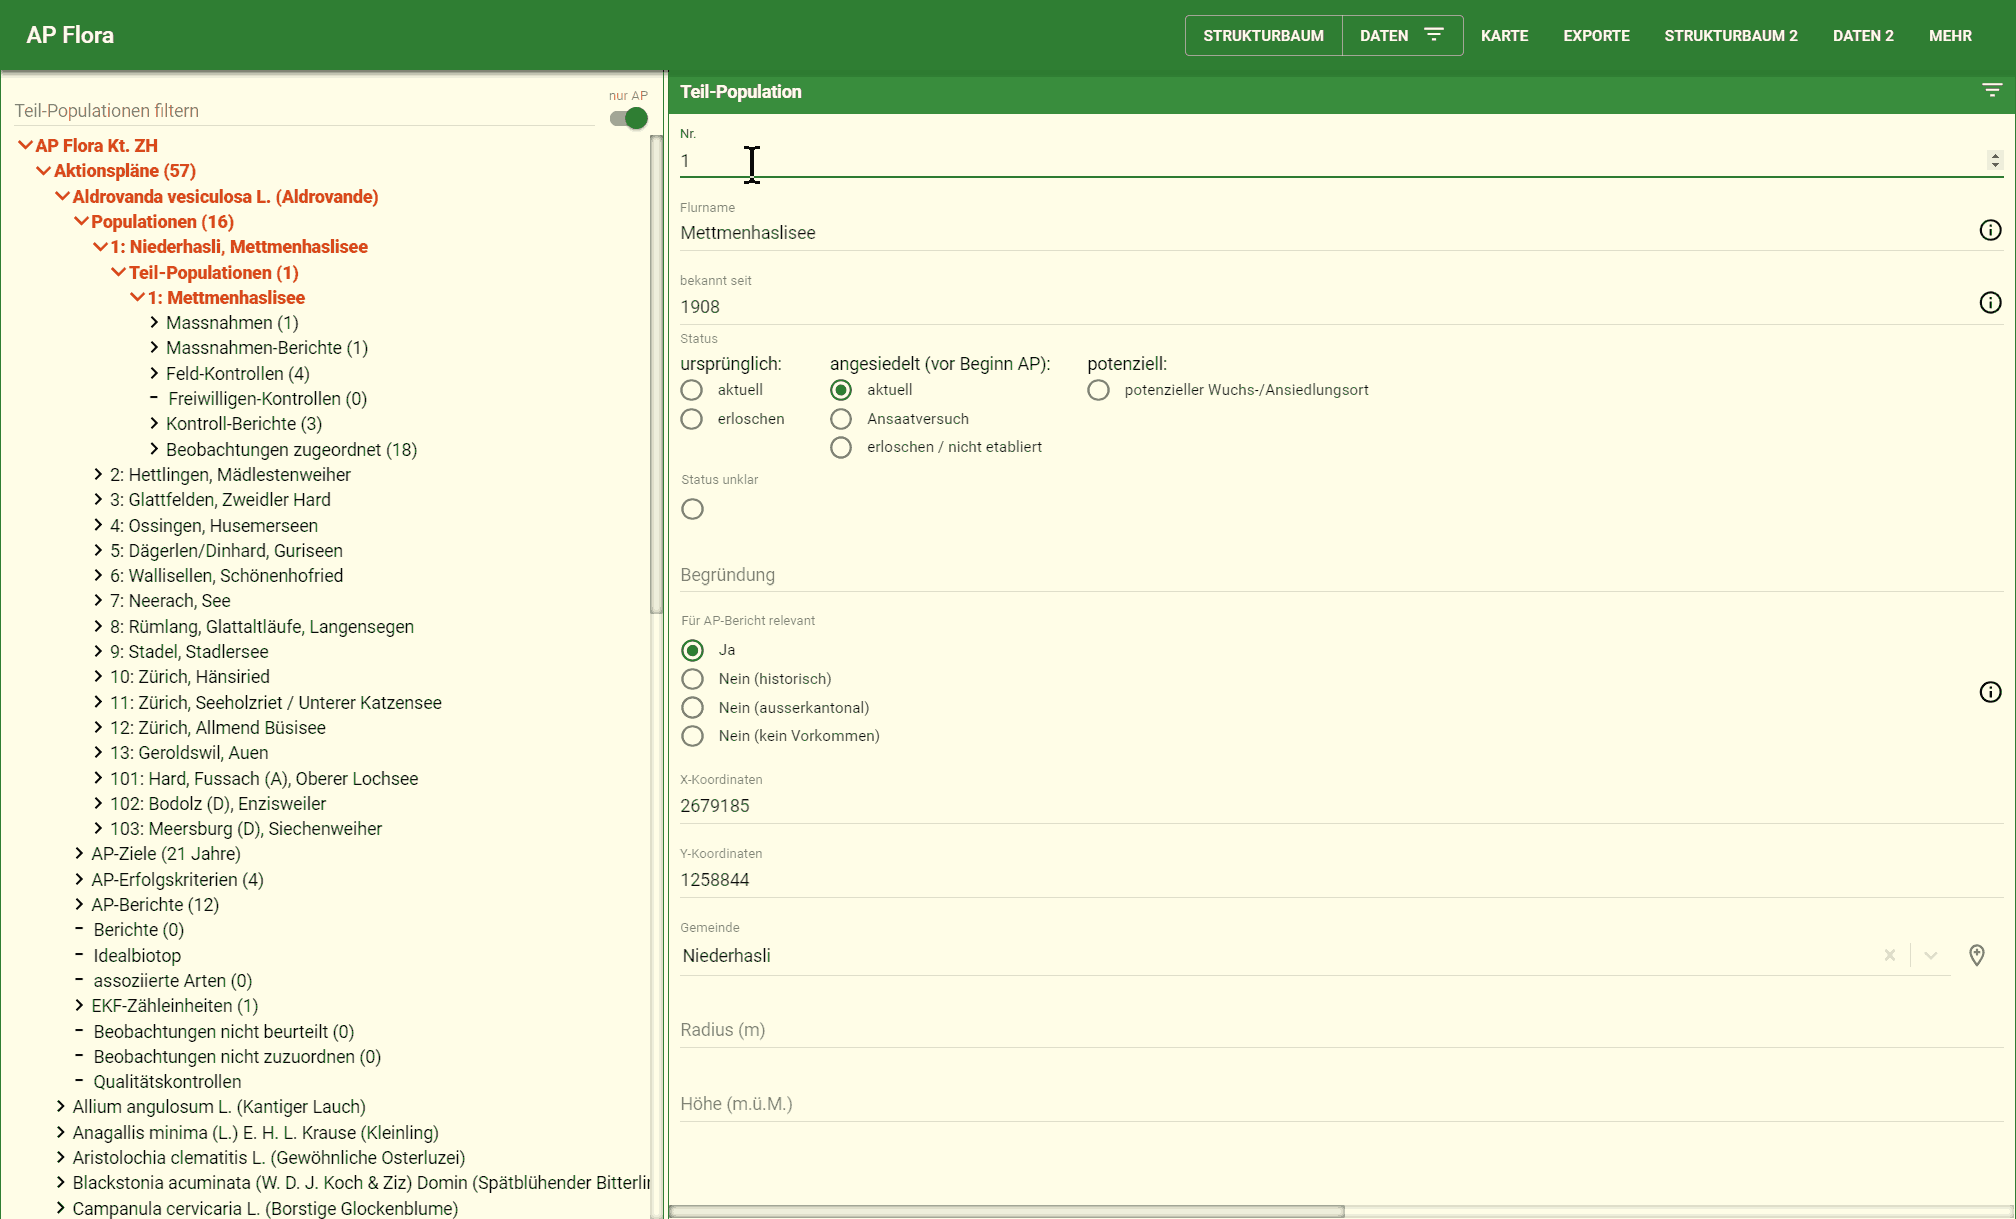 AP Flora
STRUKTURBAUM DATEN KARTE EXPORTE STRUKTURBAUM 2 DATEN 2 MEHR
Teil-Populationen filtern
nur AP
AP Flora Kt. ZH
Aktionspläne (57)
Aldrovanda vesiculosa L. (Aldrovande)
Populationen (16)
1: Niederhasli, Mettmenhaslisee
Teil-Populationen (1)
1: Mettmenhaslisee
Massnahmen (1)
Massnahmen-Berichte (1)
Feld-Kontrollen (4)
Freiwilligen-Kontrollen (0)
Kontroll-Berichte (3)
Beobachtungen zugeordnet (18)
2: Hettlingen, Mädlestenweiher
3: Glattfelden, Zweidler Hard
4: Ossingen, Husemerseen
5: Dägerlen/Dinhard, Guriseen
6: Wallisellen, Schönenhofried
7: Neerach, See
8: Rümlang, Glattaltläufe, Langensegen
9: Stadel, Stadlersee
10: Zürich, Hänsiried
11: Zürich, Seeholzriet / Unterer Katzensee
12: Zürich, Allmend Büsisee
13: Geroldswil, Auen
101: Hard, Fussach (A), Oberer Lochsee
102: Bodolz (D), Enzisweiler
103: Meersburg (D), Siechenweiher
AP-Ziele (21 Jahre)
AP-Erfolgskriterien (4)
AP-Berichte (12)
Berichte (0)
Idealbiotop
assoziierte Arten (0)
EKF-Zähleinheiten (1)
Beobachtungen nicht beurteilt (0)
Beobachtungen nicht zuzuordnen (0)
Qualitätskontrollen
Allium angulosum L. (Kantiger Lauch)
Anagallis minima (L.) E. H. L. Krause (Kleinling)
Aristolochia clematitis L. (Gewöhnliche Osterluzei)
Blackstonia acuminata (W. D. J. Koch & Ziz) Domin (Spätblühender Bitterli
Campanula cervicaria L. (Borstige Glockenblume)
Teil-Population
Nr.
1
Flurname
Mettmenhaslisee
bekannt seit
1908
Status
ursprünglich: angesiedelt (vor Beginn AP): potenziell:
aktuell aktuell potenzieller Wuchs-/Ansiedlungsort
erloschen Ansaatversuch
erloschen / nicht etabliert
Status unklar
Begründung
Für AP-Bericht relevant
Ja
Nein (historisch)
Nein (ausserkantonal)
Nein (kein Vorkommen)
X-Koordinaten
2679185
Y-Koordinaten
1258844
Gemeinde
Niederhasli
Radius (m)
Höhe (m.ü.M.)